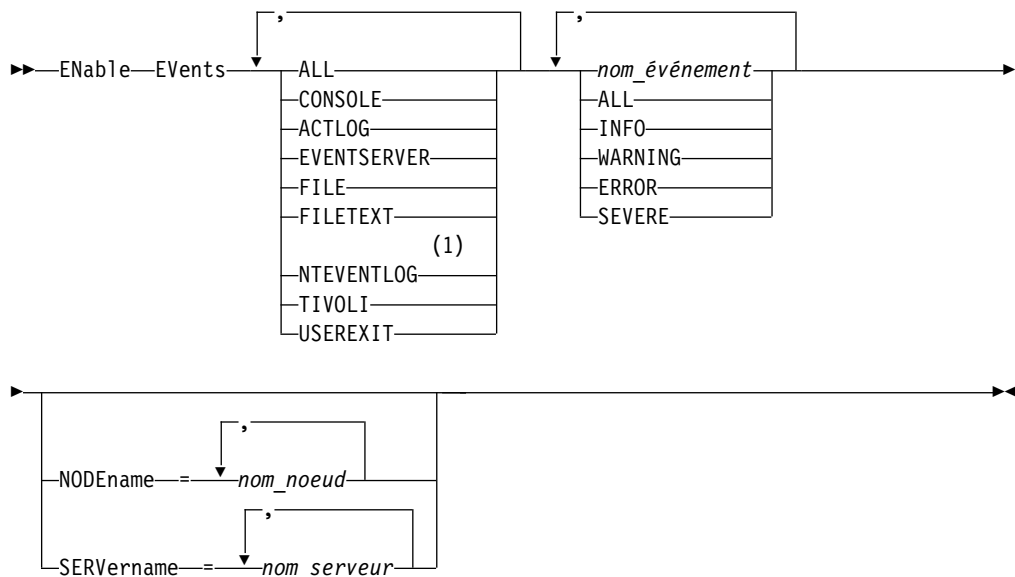 , ,
ENable EVents ALL nom_événement
CONSOLE ALL
ACTLOG INFO
EVENTSERVER WARNING
FILE ERROR
FILETEXT SEVERE
(1)
NTEVENTLOG
TIVOLI
USEREXIT
,
NODEname = nom_noeud
,
SERVername = nom_serveur